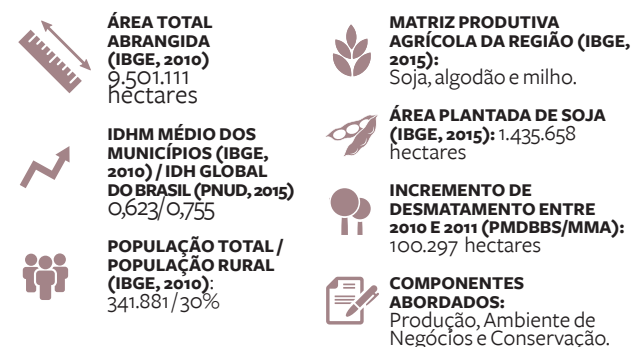 ÁREA TOTAL
ABRANGIDA
(IBGE, 2010)
9.501.111
hectares
IDHM MÉDIO DOS
MUNICÍPIOS (IBGE,
2010) / IDH GLOBAL
DO BRASIL (PNUD, 2015)
0,623/0,755
POPULAÇÃO TOTAL /
POPULAÇÃO RURAL
(IBGE, 2010):
341.881/30%
MATRIZ PRODUTIVA
AGRÍCOLA DA REGIÃO (IBGE,
2015):
Soja, algodão e milho.
ÁREA PLANTADA DE SOJA
(IBGE, 2015): 1.435.658
hectares
INCREMENTO DE
DESMATAMENTO ENTRE
2010 E 2011 (PMDBBS/MMA):
100.297 hectares
COMPONENTES
ABORDADOS:
Produção, Ambiente de
Negócios e Conservação.